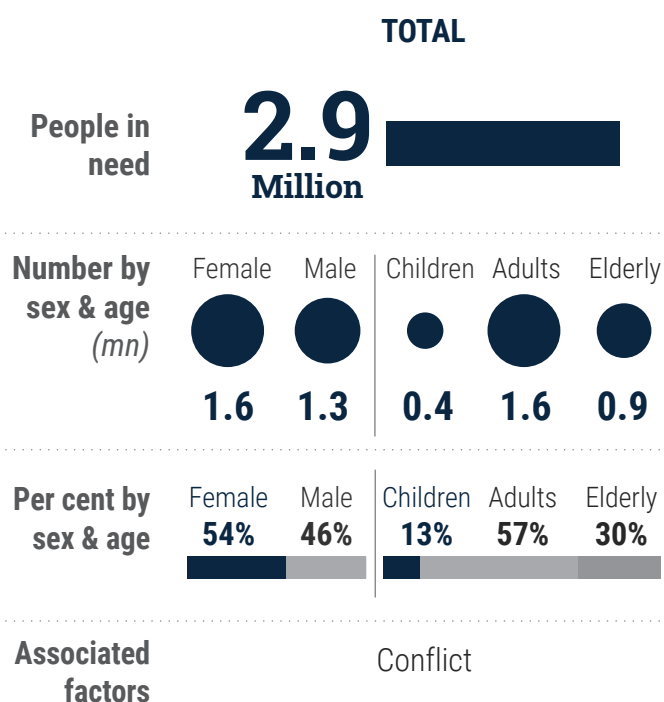 TOTAL
People in
need
2.9
Million
Number by
sex & age
(mn)
Female Male Children Adults Elderly
1.6 1.3 0.4 1.6 0.9
Per cent by
sex & age
Female Male Children Adults Elderly
54% 46% 13% 57% 30%
Associated
factors
Conflict